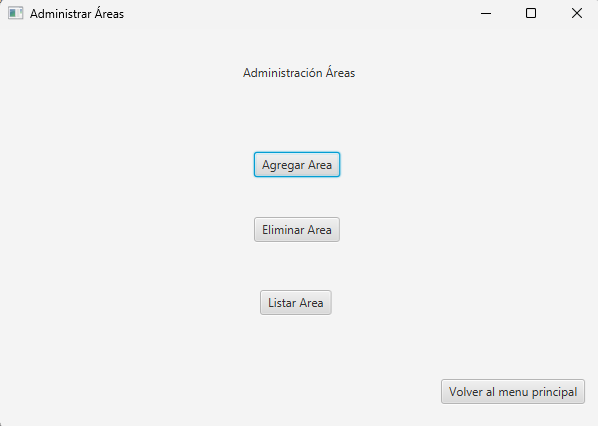 Administrar Áreas
Administración Áreas
Agregar Area
Eliminar Area
Listar Area
Volver al menu principal